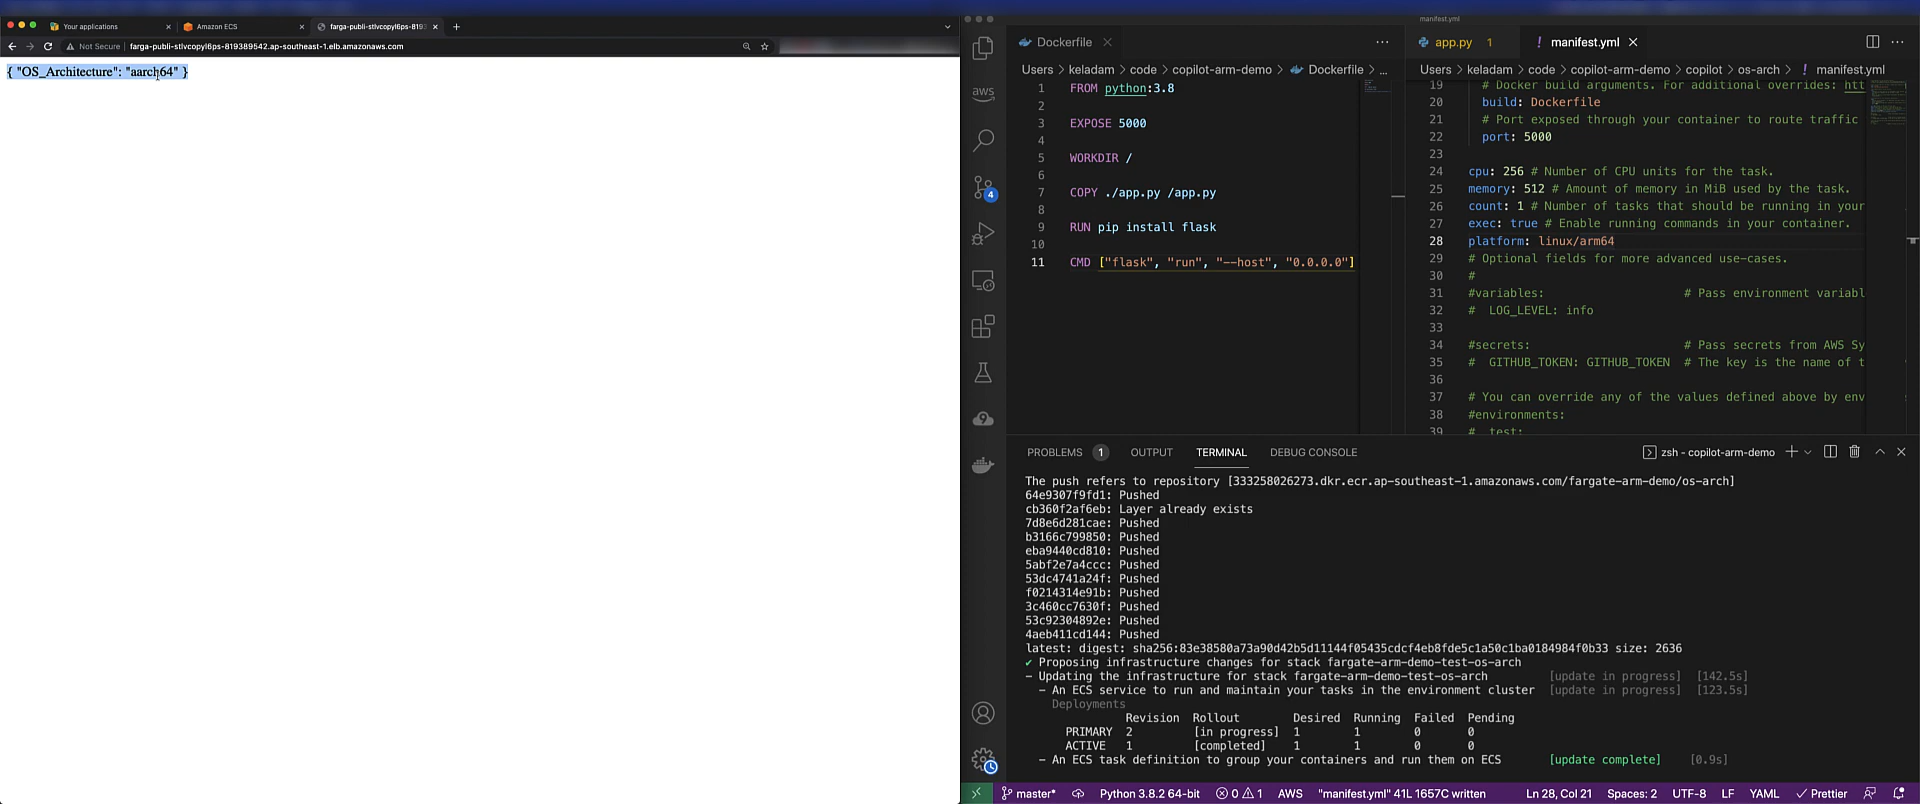 Your applications
Amazon ECS
farga-publi-stlvcopyl6ps-8193
Not Secure | farga-publi-stlvcopyl6ps-819389542.ap-southeast-1.elb.amazonaws.com
{ "OS_Architecture": "aarch64" }
manifest.yml
aws
4
Dockerfile
Users > keladam > code > copilot-arm-demo > Dockerfile > ...
1 FROM python:3.8
2
3 EXPOSE 5000
4
5 WORKDIR /
6
7 COPY ./app.py /app.py
8
9 RUN pip install flask
10
11 CMD ["flask", "run", "--host", "0.0.0.0"]
app.py 1
! manifest.yml
Users > keladam > code > copilot-arm-demo > copilot > os-arch > ! manifest.yml
19 # Docker build arguments. For additional overrides: htt
20 build: Dockerfile
21 # Port exposed through your container to route traffic
22 port: 5000
23
24 cpu: 256 # Number of CPU units for the task.
25 memory: 512 # Amount of memory in MiB used by the task.
26 count: 1 # Number of tasks that should be running in your
27 exec: true # Enable running commands in your container.
28 platform: linux/arm64
29 # Optional fields for more advanced use-cases.
30 #
31 #variables: # Pass environment variabl
32 # LOG_LEVEL: info
33
34 #secrets: # Pass secrets from AWS Sy
35 # GITHUB_TOKEN: GITHUB_TOKEN # The key is the name of t
36
37 # You can override any of the values defined above by env
38 #environments:
39 # test:
PROBLEMS 1 OUTPUT TERMINAL DEBUG CONSOLE
zsh - copilot-arm-demo
The push refers to repository [333258026273.dkr.ecr.ap-southeast-1.amazonaws.com/fargate-arm-demo/os-arch]
64e9307f9fd1: Pushed
cb360f2af6eb: Layer already exists
7d8e6d281cae: Pushed
b3166c799850: Pushed
eba9440cd810: Pushed
5abf2e7a4ccc: Pushed
53dc4741a24f: Pushed
f0214314e91b: Pushed
3c460cc7630f: Pushed
53c92304892e: Pushed
4aeb411cd144: Pushed
latest: digest: sha256:83e38580a73a90d42b5d11144f05435cdcf4eb8fde5c1a50c1ba0184984f0b33 size: 2636
✔ Proposing infrastructure changes for stack fargate-arm-demo-test-os-arch
- Updating the infrastructure for stack fargate-arm-demo-test-os-arch [update in progress] [142.5s]
- An ECS service to run and maintain your tasks in the environment cluster [update in progress] [123.5s]
Deployments
Revision Rollout Desired Running Failed Pending
PRIMARY 2 [in progress] 1 1 0 0
ACTIVE 1 [completed] 1 1 0 0
- An ECS task definition to group your containers and run them on ECS [update complete] [0.9s]
master* Python 3.8.2 64-bit 0 1 AWS "manifest.yml" 41L 1657C written Ln 28, Col 21 Spaces: 2 UTF-8 LF YAML Prettier